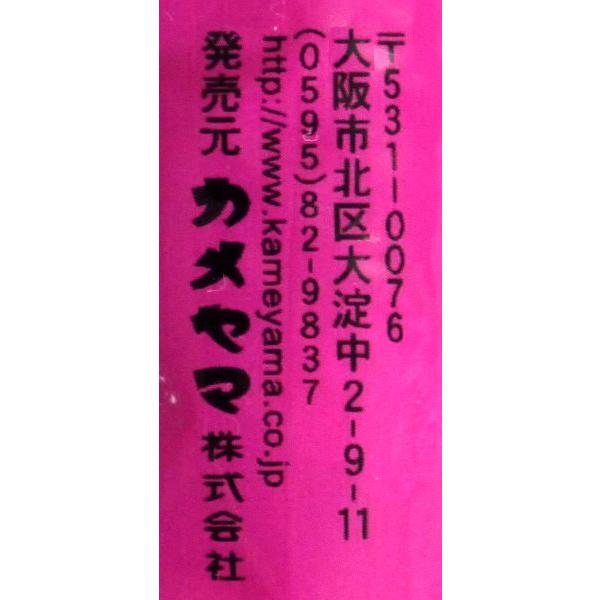 〒531-0076
大阪市北区大淀中2-9-11
(0595)82-9837
http://www.kameyama.co.jp
発売元 カメヤマ株式会社